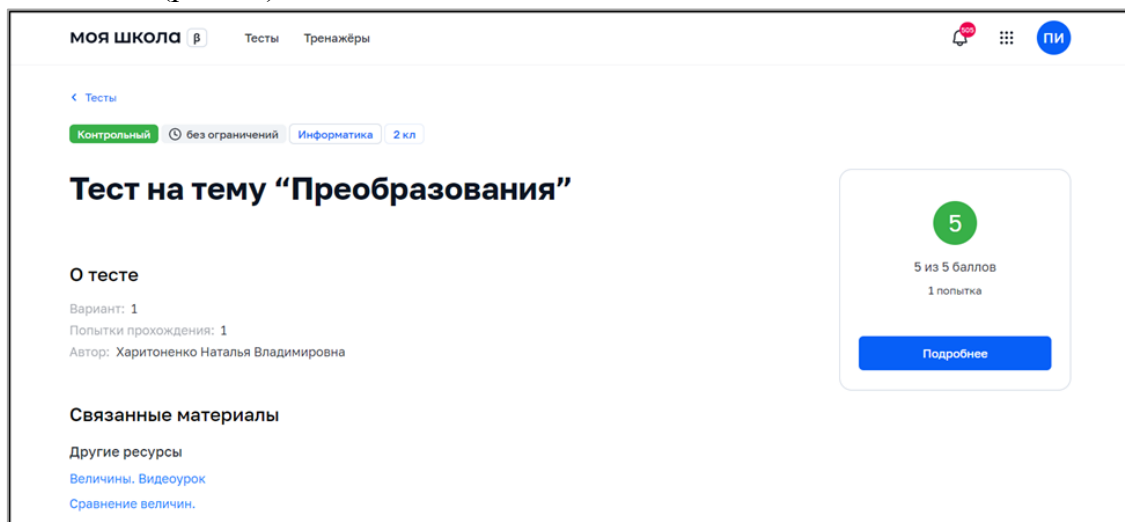 моя школа β Тесты Тренажёры 505 ПИ
< Тесты
Контрольный без ограничений Информатика 2 кл
Тест на тему “Преобразования”
5
О тесте
5 из 5 баллов
Вариант: 1
1 попытка
Попытки прохождения: 1
Автор: Харитоненко Наталья Владимировна
Подробнее
Связанные материалы
Другие ресурсы
Величины. Видеоурок
Сравнение величин.